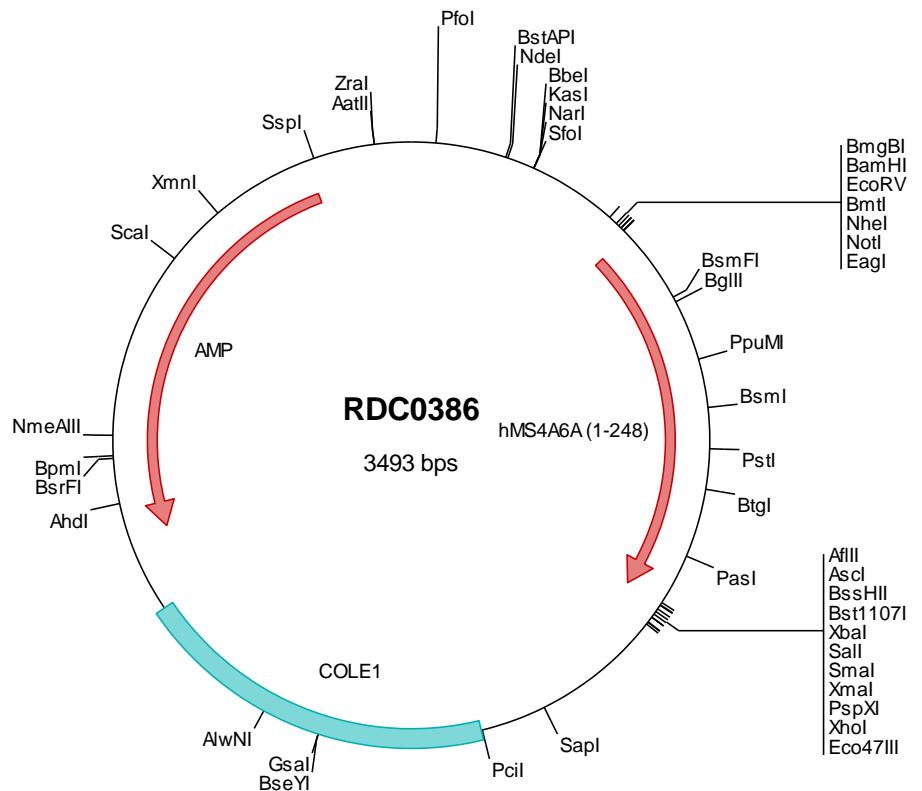 PfoI
BstAPI
NdeI
BbeI
KasI
NarI
SfoI
ZraI
AatII
SspI
XmnI
ScaI
BmgBI
BamHI
EcoRV
BmtI
NheI
NotI
EagI
BsmFI
BglII
PpuMI
BsmI
PstI
BtgI
PasI
AMP
RDC0386
3493 bps
hMS4A6A (1-248)
NmeAIII
BpmI
BsrFI
AhdI
AflII
AscI
BssHII
Bst1107I
XbaI
SalI
SmaI
XmaI
PspXI
XhoI
Eco47III
COLE1
AlwNI
GsaI
BseYI
PciI
SapI